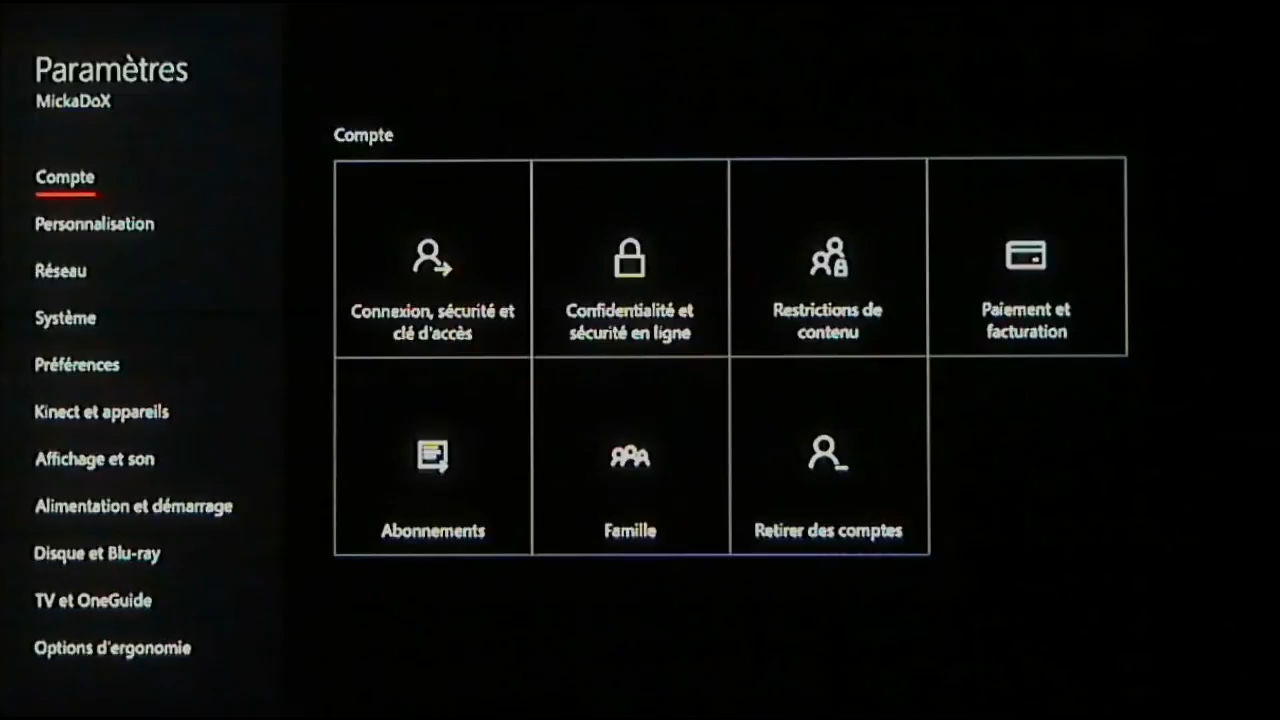 Paramètres
MickaDoX
Compte
Personnalisation
Réseau
Système
Préférences
Kinect et appareils
Affichage et son
Alimentation et démarrage
Disque et Blu-ray
TV et OneGuide
Options d'ergonomie
Compte
Connexion, sécurité et
clé d'accès
Confidentialité et
sécurité en ligne
Restrictions de
contenu
Paiement et
facturation
Abonnements
Famille
Retirer des comptes